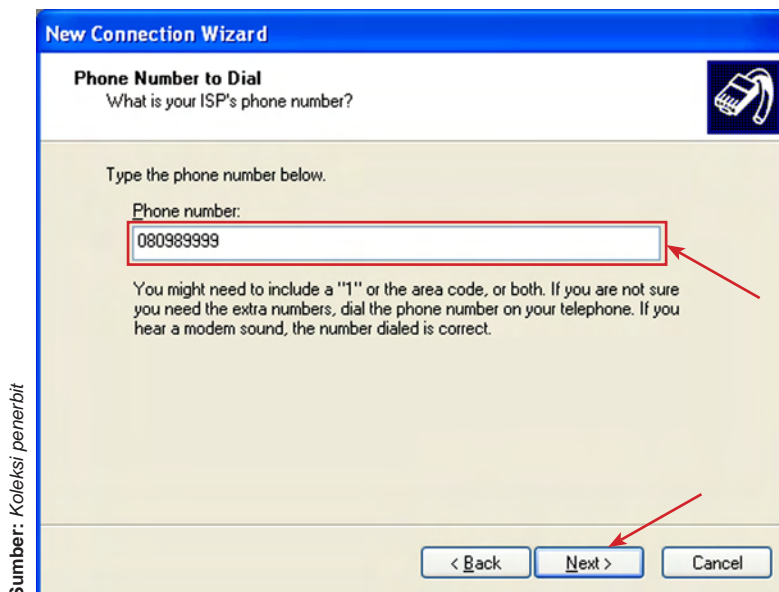 New Connection Wizard
Phone Number to Dial
What is your ISP's phone number?
Type the phone number below.
Phone number:
080989999
You might need to include a "1" or the area code, or both. If you are not sure
you need the extra numbers, dial the phone number on your telephone. If you
hear a modem sound, the number dialed is correct.
< Back
Next >
Cancel
Sumber: Koleksi penerbit